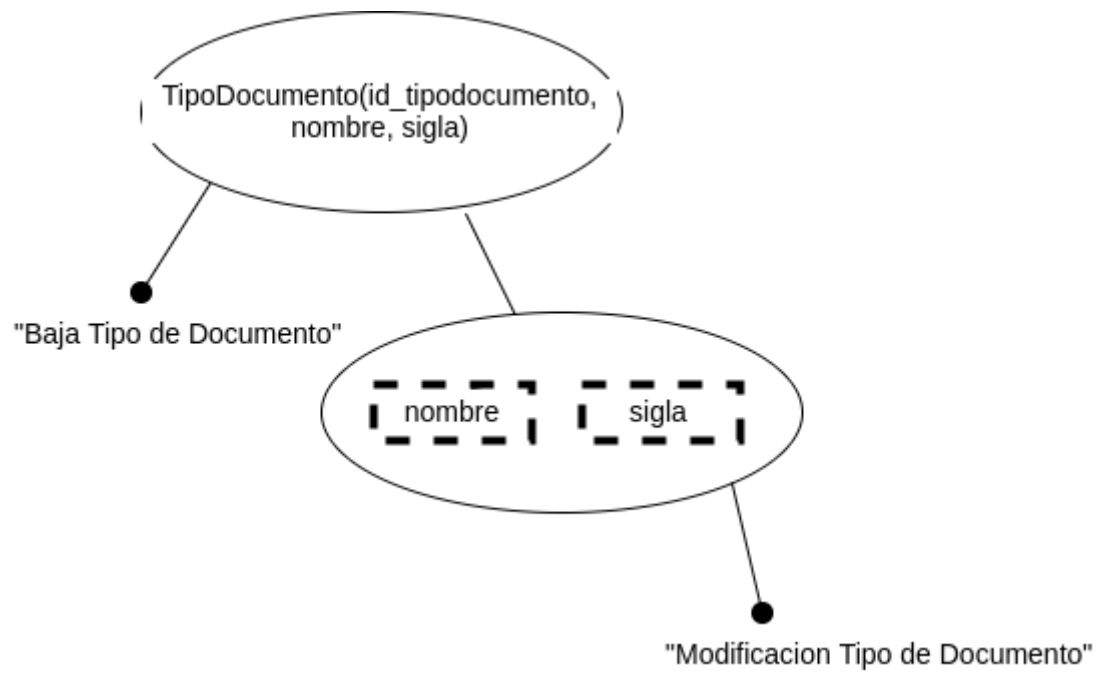 TipoDocumento(id_tipodocumento,
nombre, sigla)
"Baja Tipo de Documento"
nombre
sigla
"Modificacion Tipo de Documento"